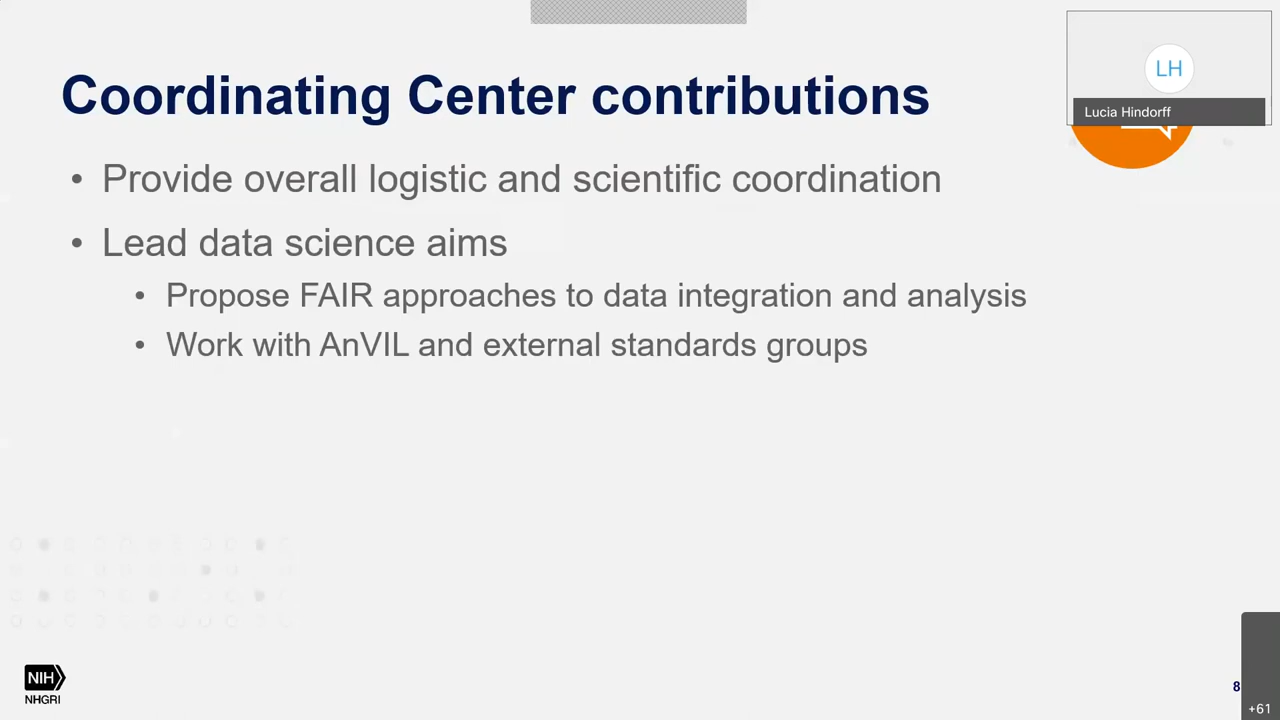 LH
Lucia Hindorff
Coordinating Center contributions
• Provide overall logistic and scientific coordination
• Lead data science aims
• Propose FAIR approaches to data integration and analysis
• Work with AnVIL and external standards groups
NIH
NHGRI
8
+61